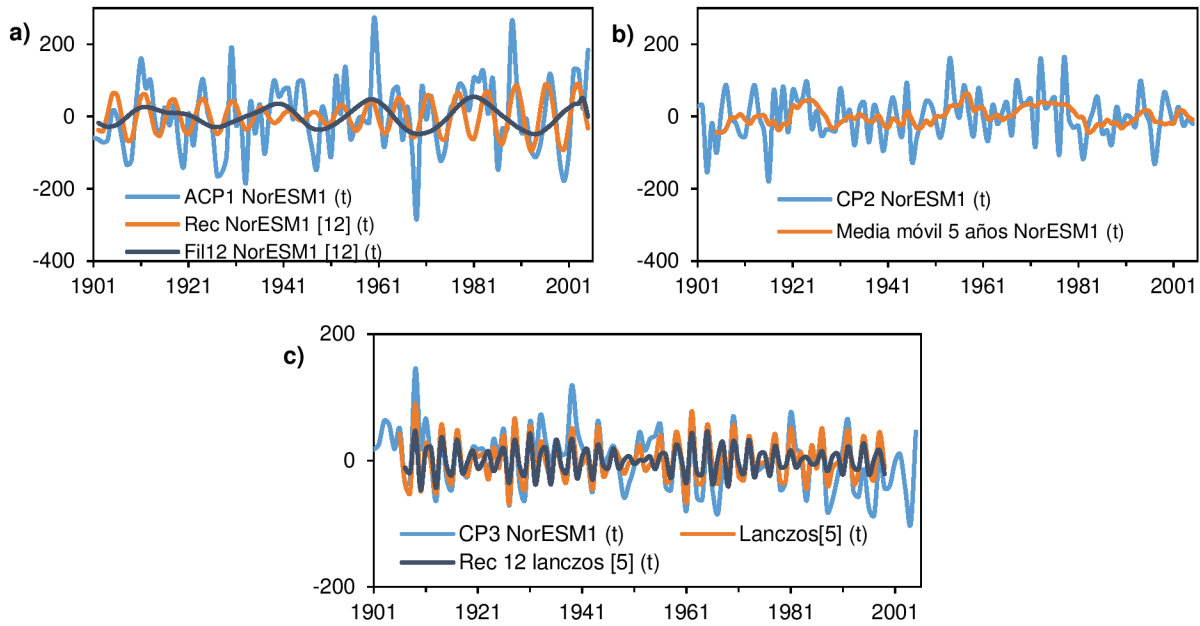 a)
200
0
-200
-400
ACP1 NorESM1 (t)
Rec NorESM1 [12] (t)
Fil12 NorESM1 [12] (t)
1901 1921 1941 1961 1981 2001
b)
200
0
-200
-400
CP2 NorESM1 (t)
Media móvil 5 años NorESM1 (t)
1901 1921 1941 1961 1981 2001
c)
200
0
-200
CP3 NorESM1 (t) Lanczos[5] (t)
Rec 12 lanczos [5] (t)
1901 1921 1941 1961 1981 2001